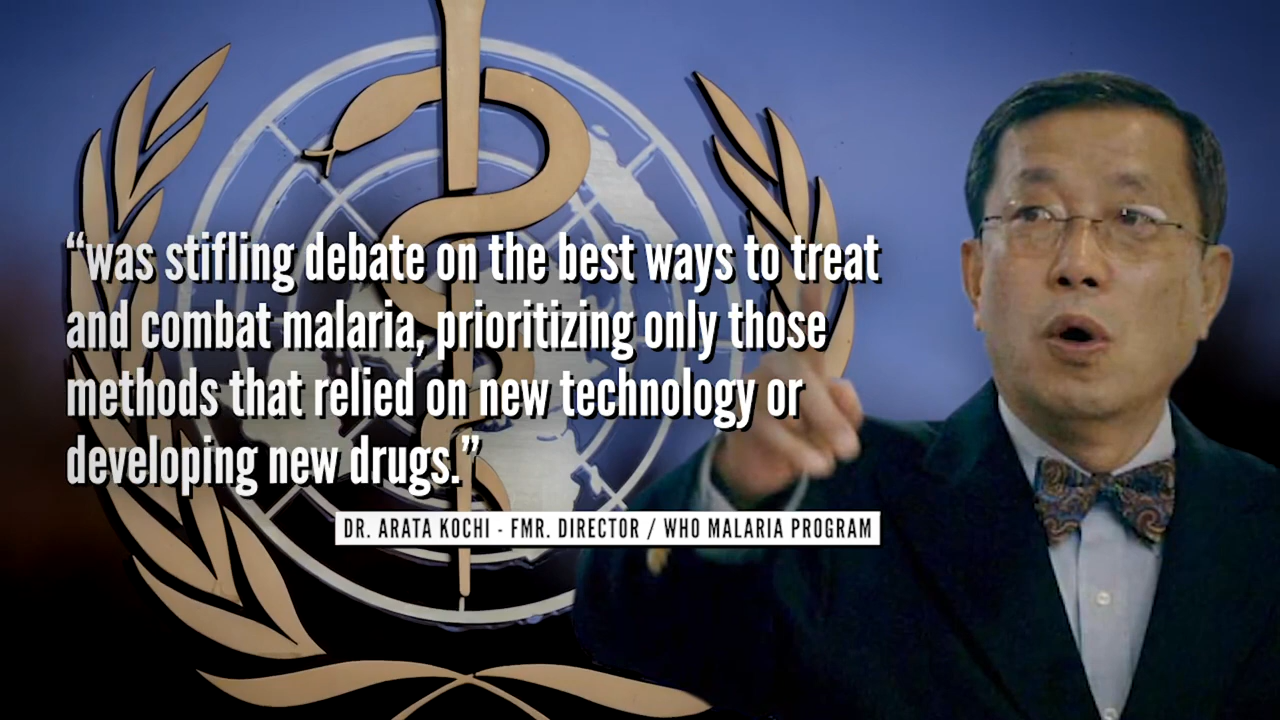 “was stifling debate on the best ways to treat
and combat malaria, prioritizing only those
methods that relied on new technology or
developing new drugs.”
DR. ARATA KOCHI - FMR. DIRECTOR / WHO MALARIA PROGRAM